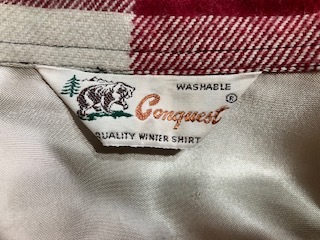 WASHABLE
Conquest ®
QUALITY WINTER SHIRT